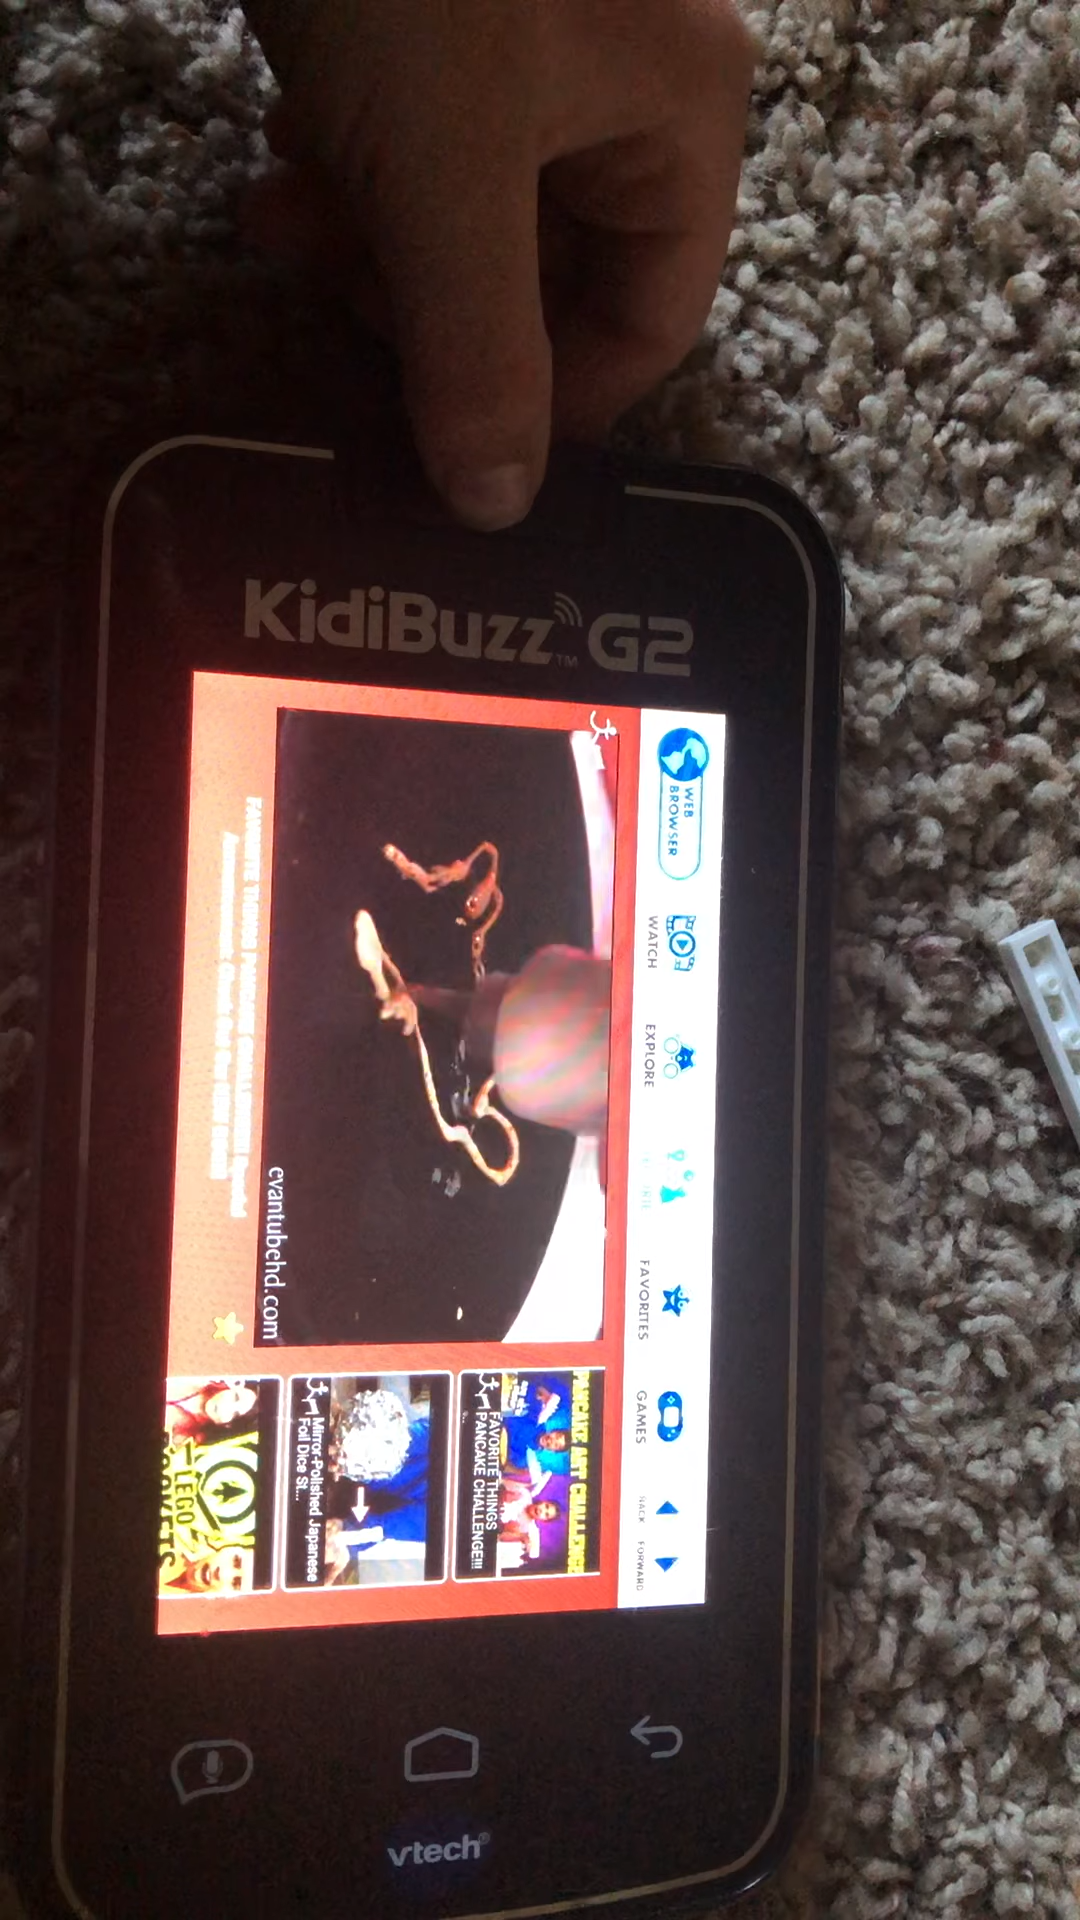 KidiBuzz™ G2
WEB
BROWSER
WATCH
EXPLORE
FAVORITES
GAMES
BACK
FORWARD
evantubehd.com
PANCAKE ART CHALLENGE
FAVORITE THINGS
PANCAKE CHALLENGE!!!
Mirror-Polished Japanese
Foil Dice St...
LEGO
vtech®